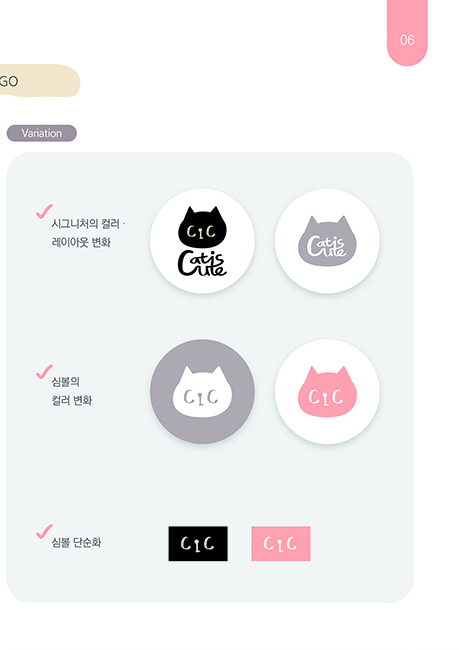 06
GO
Variation
시그니처의 컬러 ·
레이아웃 변화
CiC
Cat is
Cute
Cat is
Cute
심볼의
컬러 변화
CiC
CiC
심볼 단순화
CiC
CiC